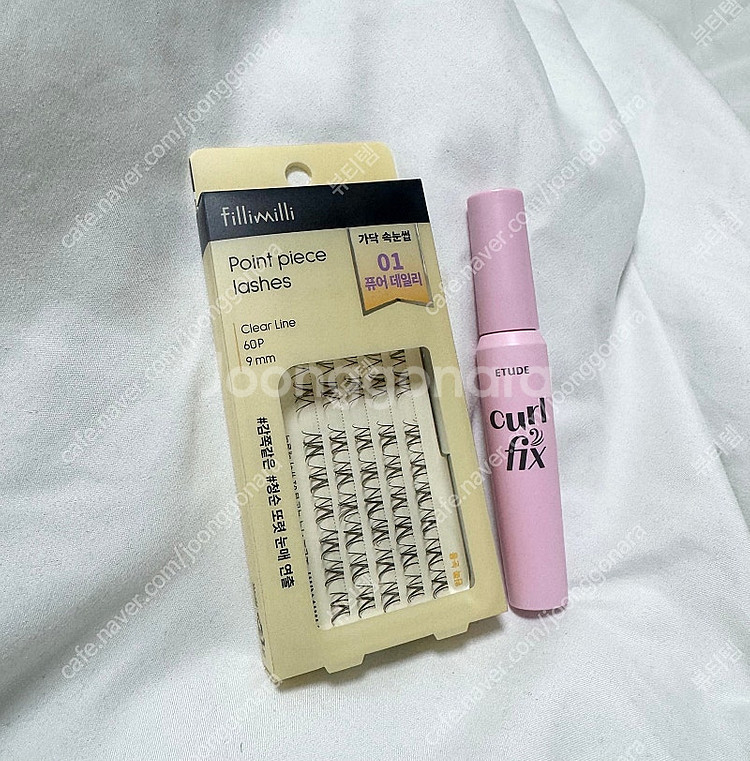 fillimilli
Point piece
lashes
Clear Line
60P
9 mm
가닥 속눈썹
01
퓨어 데일리
#감쪽같은 #청순 또렷 눈매 연출
ETUDE
curl
fix
Joonggonara
cafe.naver.com/joonggonara
뷰티템